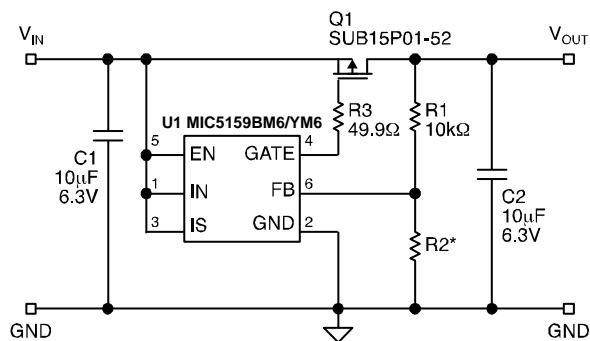 Q1
SUB15P01-52
VIN
VOUT
U1 MIC5159BM6/YM6
R3
49.9Ω
R1
10kΩ
C1
10µF
6.3V
5
EN
GATE
4
1
IN
FB
6
3
IS
GND
2
C2
10µF
6.3V
R2*
GND
GND